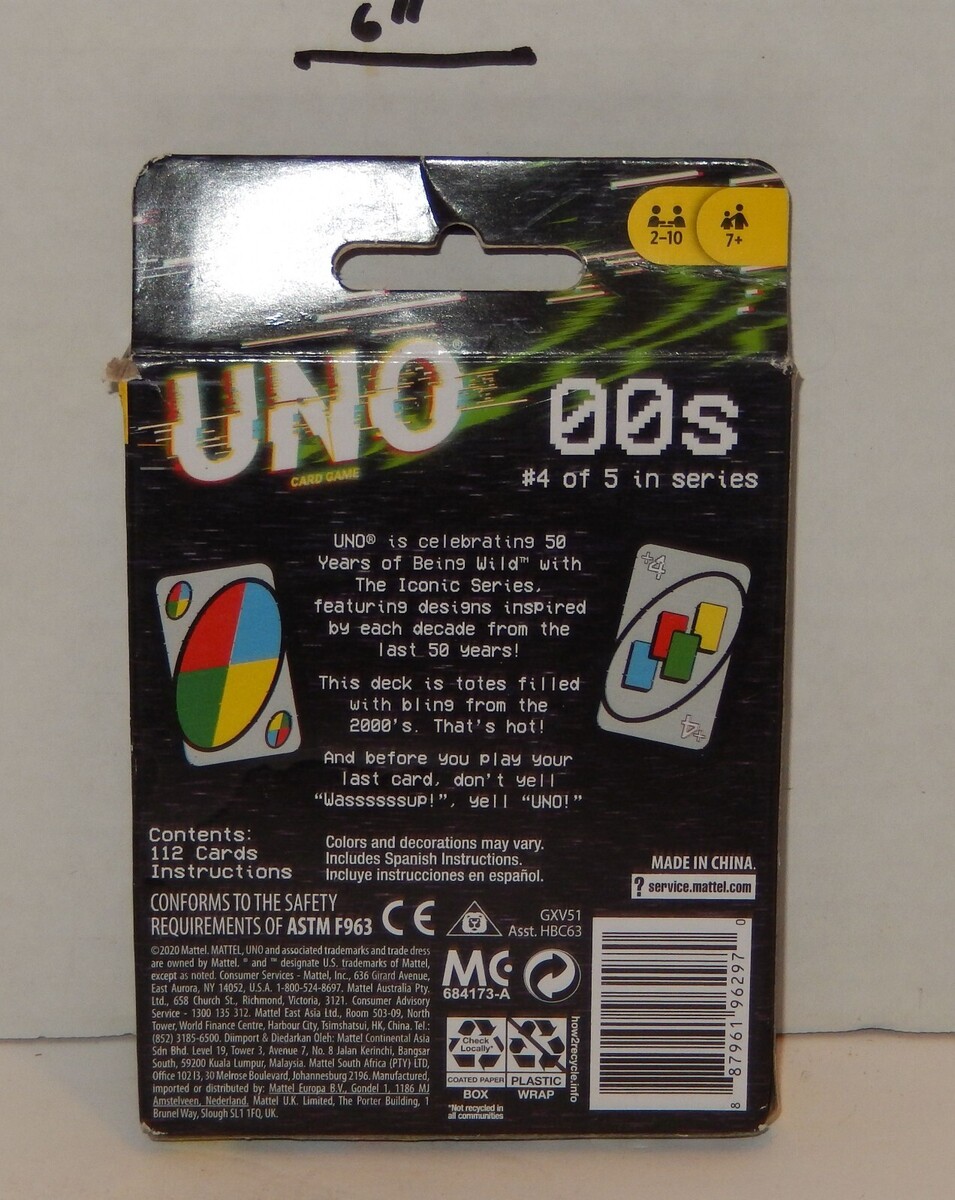 6"
2-10
7+
UNO®
CARD GAME
00s
#4 of 5 in series
UNO® is celebrating 50
Years of Being Wild™ with
The Iconic Series,
featuring designs inspired
by each decade from the
last 50 years!
This deck is totes filled
with bling from the
2000's. That's hot!
And before you play your
last card, don't yell
“Wassssssup!”, yell “UNO!”
+4
+4
Contents:
112 Cards
Instructions
Colors and decorations may vary.
Includes Spanish Instructions.
Incluye instrucciones en español.
MADE IN CHINA.
? service.mattel.com
CONFORMS TO THE SAFETY
REQUIREMENTS OF ASTM F963
CE
GXV51
Asst. HBC63
©2020 Mattel. MATTEL, UNO and associated trademarks and trade dress
are owned by Mattel. ® and ™ designate U.S. trademarks of Mattel,
except as noted. Consumer Services - Mattel, Inc., 636 Girard Avenue,
East Aurora, NY 14052, U.S.A. 1-800-524-8697. Mattel Australia Pty.
Ltd., 658 Church St., Richmond, Victoria, 3121. Consumer Advisory
Service - 1300 135 312. Mattel East Asia Ltd., Room 503-09, North
Tower, World Finance Centre, Harbour City, Tsimshatsui, HK, China. Tel.:
(852) 3185-6500. Diimport & Diedarkan Oleh: Mattel Continental Asia
Sdn Bhd. Level 19, Tower 3, Avenue 7, No. 8 Jalan Kerinchi, Bangsar
South, 59200 Kuala Lumpur, Malaysia. Mattel South Africa (PTY) LTD,
Office 102 I3, 30 Melrose Boulevard, Johannesburg 2196. Manufactured,
imported or distributed by: Mattel Europa B.V., Gondel 1, 1186 MJ
Amstelveen, Nederland. Mattel U.K. Limited, The Porter Building, 1
Brunel Way, Slough SL1 1FQ, UK.
MC
684173-A
Check
Locally*
COATED PAPER
BOX
PLASTIC
WRAP
*Not recycled in
all communities
how2recycle.info
8 87961 96297 0